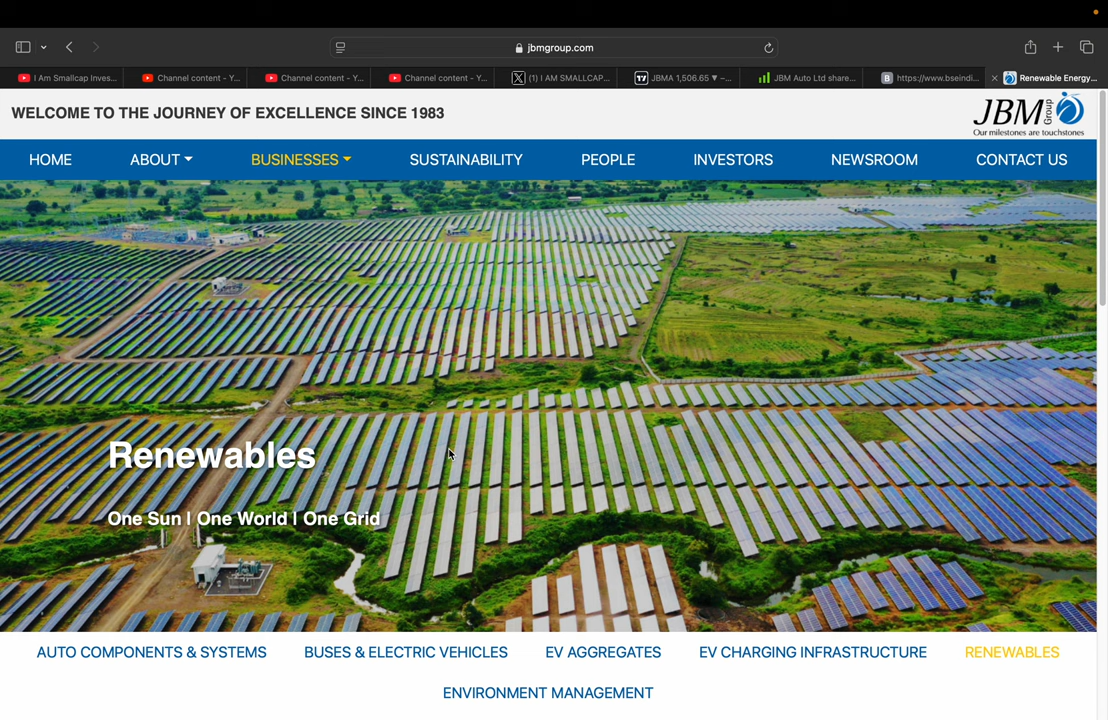 jbmgroup.com
I Am Smallcap Inves...
Channel content - Y...
Channel content - Y...
Channel content - Y...
(1) I AM SMALLCAP...
JBMA 1,506.65 ▼ −...
JBM Auto Ltd share...
B https://www.bseindi...
Renewable Energy...
WELCOME TO THE JOURNEY OF EXCELLENCE SINCE 1983
JBM Group
Our milestones are touchstones
HOME
ABOUT
BUSINESSES
SUSTAINABILITY
PEOPLE
INVESTORS
NEWSROOM
CONTACT US
Renewables
One Sun | One World | One Grid
AUTO COMPONENTS & SYSTEMS
BUSES & ELECTRIC VEHICLES
EV AGGREGATES
EV CHARGING INFRASTRUCTURE
RENEWABLES
ENVIRONMENT MANAGEMENT